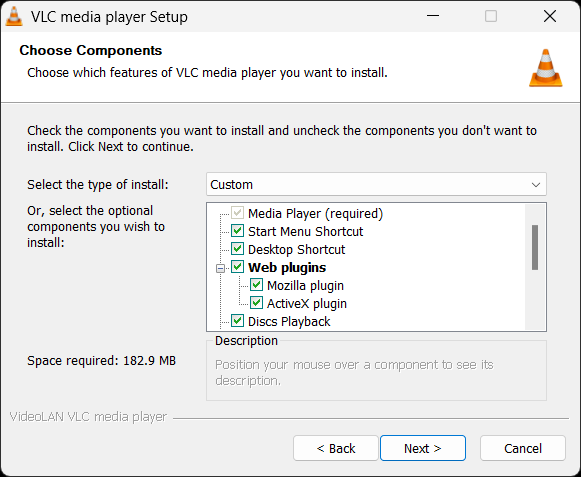 VLC media player Setup
Choose Components
Choose which features of VLC media player you want to install.
Check the components you want to install and uncheck the components you don't want to
install. Click Next to continue.
Select the type of install:
Custom
Or, select the optional
components you wish to
install:
Media Player (required)
Start Menu Shortcut
Desktop Shortcut
Web plugins
Mozilla plugin
ActiveX plugin
Discs Playback
Space required: 182.9 MB
Description
Position your mouse over a component to see its
description.
VideoLAN VLC media player
< Back
Next >
Cancel